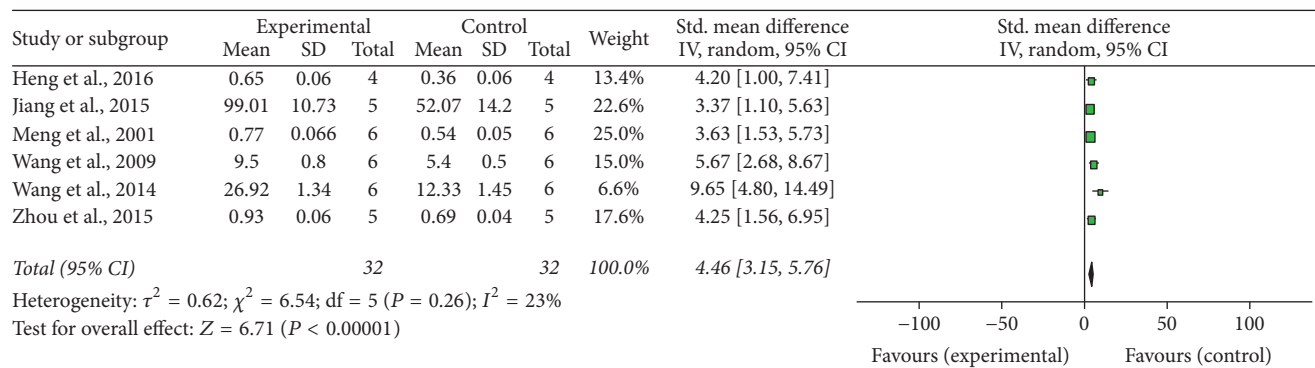 Study or subgroup Experimental Control Weight Std. mean difference Std. mean difference
Mean SD Total Mean SD Total IV, random, 95% CI IV, random, 95% CI
Heng et al., 2016 0.65 0.06 4 0.36 0.06 4 13.4% 4.20 [1.00, 7.41]
Jiang et al., 2015 99.01 10.73 5 52.07 14.2 5 22.6% 3.37 [1.10, 5.63]
Meng et al., 2001 0.77 0.066 6 0.54 0.05 6 25.0% 3.63 [1.53, 5.73]
Wang et al., 2009 9.5 0.8 6 5.4 0.5 6 15.0% 5.67 [2.68, 8.67]
Wang et al., 2014 26.92 1.34 6 12.33 1.45 6 6.6% 9.65 [4.80, 14.49]
Zhou et al., 2015 0.93 0.06 5 0.69 0.04 5 17.6% 4.25 [1.56, 6.95]
Total (95% CI) 32 32 100.0% 4.46 [3.15, 5.76]
Heterogeneity: τ² = 0.62; χ² = 6.54; df = 5 (P = 0.26); I² = 23%
Test for overall effect: Z = 6.71 (P < 0.00001)
−100 −50 0 50 100
Favours (experimental) Favours (control)